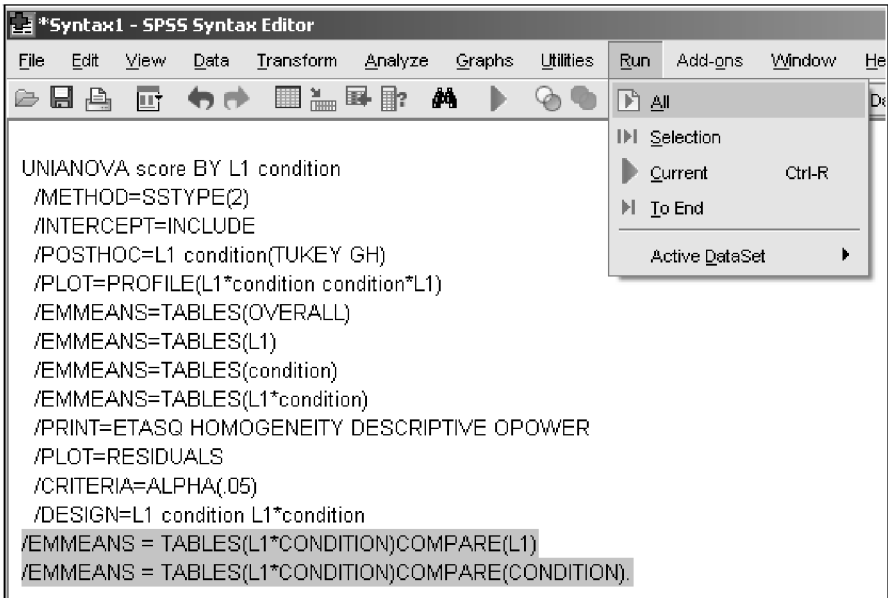 *Syntax1 - SPSS Syntax Editor
File Edit View Data Transform Analyze Graphs Utilities Run Add-ons Window He
All
Selection
Current Ctrl-R
To End
Active DataSet
UNIANOVA score BY L1 condition
/METHOD=SSTYPE(2)
/INTERCEPT=INCLUDE
/POSTHOC=L1 condition(TUKEY GH)
/PLOT=PROFILE(L1*condition condition*L1)
/EMMEANS=TABLES(OVERALL)
/EMMEANS=TABLES(L1)
/EMMEANS=TABLES(condition)
/EMMEANS=TABLES(L1*condition)
/PRINT=ETASQ HOMOGENEITY DESCRIPTIVE OPOWER
/PLOT=RESIDUALS
/CRITERIA=ALPHA(.05)
/DESIGN=L1 condition L1*condition
/EMMEANS = TABLES(L1*CONDITION)COMPARE(L1)
/EMMEANS = TABLES(L1*CONDITION)COMPARE(CONDITION).